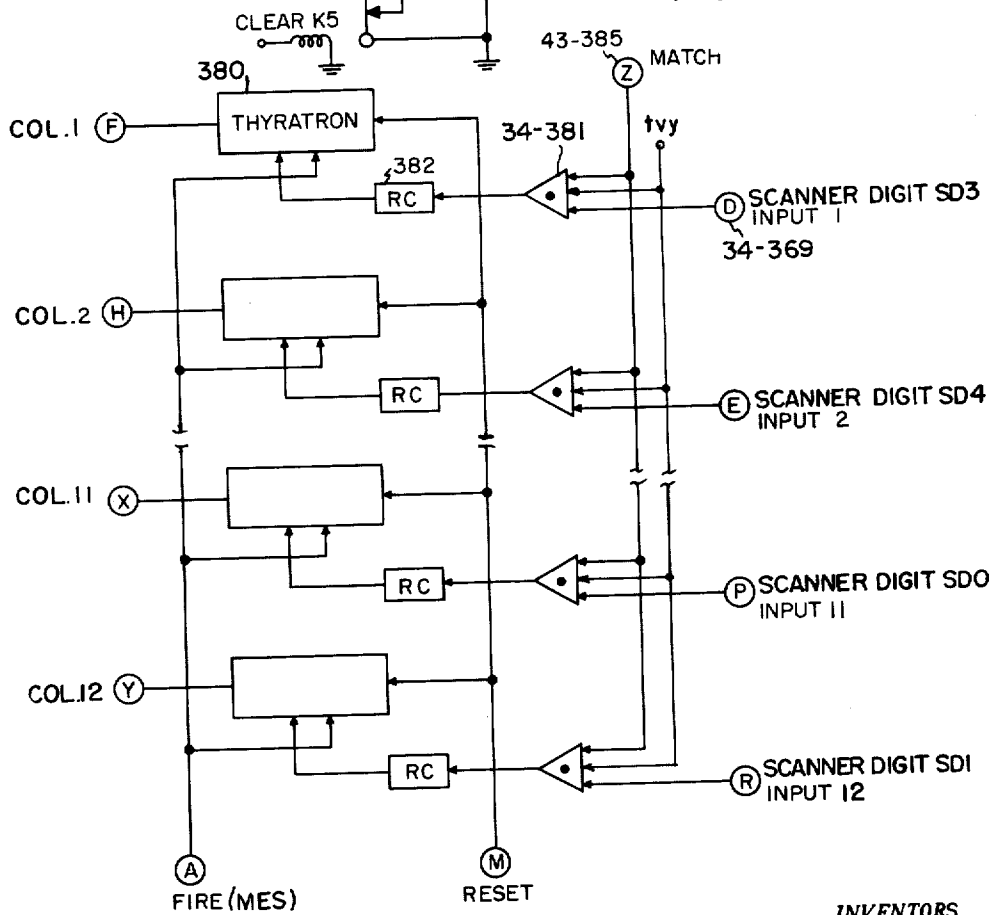 CLEAR K5
43-385
Z MATCH
380
tvy
COL.1 F THYRATRON
34-381
382
RC
D SCANNER DIGIT SD3
INPUT 1
34-369
COL.2 H
RC
E SCANNER DIGIT SD4
INPUT 2
COL.11 X
RC
P SCANNER DIGIT SD0
INPUT 11
COL.12 Y
RC
R SCANNER DIGIT SD1
INPUT 12
A
FIRE (MES)
M
RESET
INVENTORS